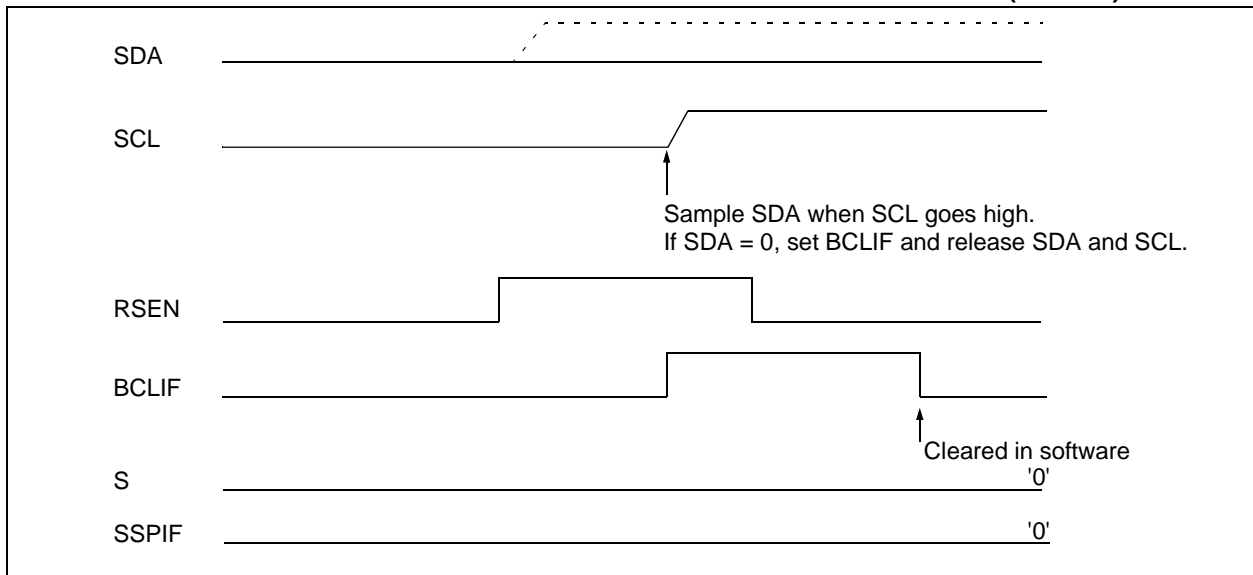 SDA
SCL
Sample SDA when SCL goes high.
If SDA = 0, set BCLIF and release SDA and SCL.
RSEN
BCLIF
Cleared in software
S
'0'
SSPIF
'0'